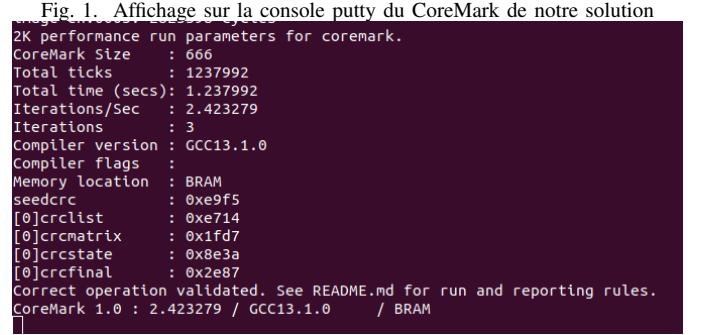 Fig. 1. Affichage sur la console putty du CoreMark de notre solution
2K performance run parameters for coremark.
CoreMark Size    : 666
Total ticks      : 1237992
Total time (secs): 1.237992
Iterations/Sec   : 2.423279
Iterations       : 3
Compiler version : GCC13.1.0
Compiler flags   :
Memory location  : BRAM
seedcrc          : 0xe9f5
[0]crclist       : 0xe714
[0]crcmatrix     : 0x1fd7
[0]crcstate      : 0x8e3a
[0]crcfinal      : 0x2e87
Correct operation validated. See README.md for run and reporting rules.
CoreMark 1.0 : 2.423279 / GCC13.1.0      / BRAM